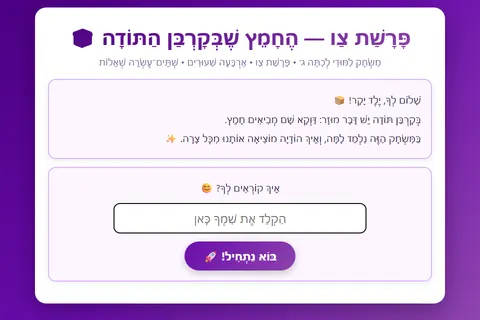 פָּרָשַׁת צַו — הֶחָמֵץ שֶׁבְּקָרְבַּן הַתּוֹדָה
מִשְׂחַק לִמּוּדִי לְכִתָּה ג׳ • פָּרָשַׁת צַו • אַרְבָּעָה שִׁעוּרִים • שְׁתֵּים־עֶשְׂרֵה שְׁאֵלוֹת
שָׁלוֹם לְךָ, יֶלֶד יָקָר! 📦
בְּקָרְבַּן תּוֹדָה יֵשׁ דָּבָר מוּזָר: דַּוְקָא שָׁם מְבִיאִים חָמֵץ.
בַּמִּשְׂחָק הַזֶּה נִלְמַד לָמָּה, וְאֵיךְ הוֹדָיָה מוֹצִיאָה אוֹתָנוּ מִכָּל צָרָה. ✨
אֵיךְ קוֹרְאִים לְךָ? 😊
הַקְלֵד אֶת שִׁמְךָ כָּאן
בּוֹא נַתְחִיל! 🚀